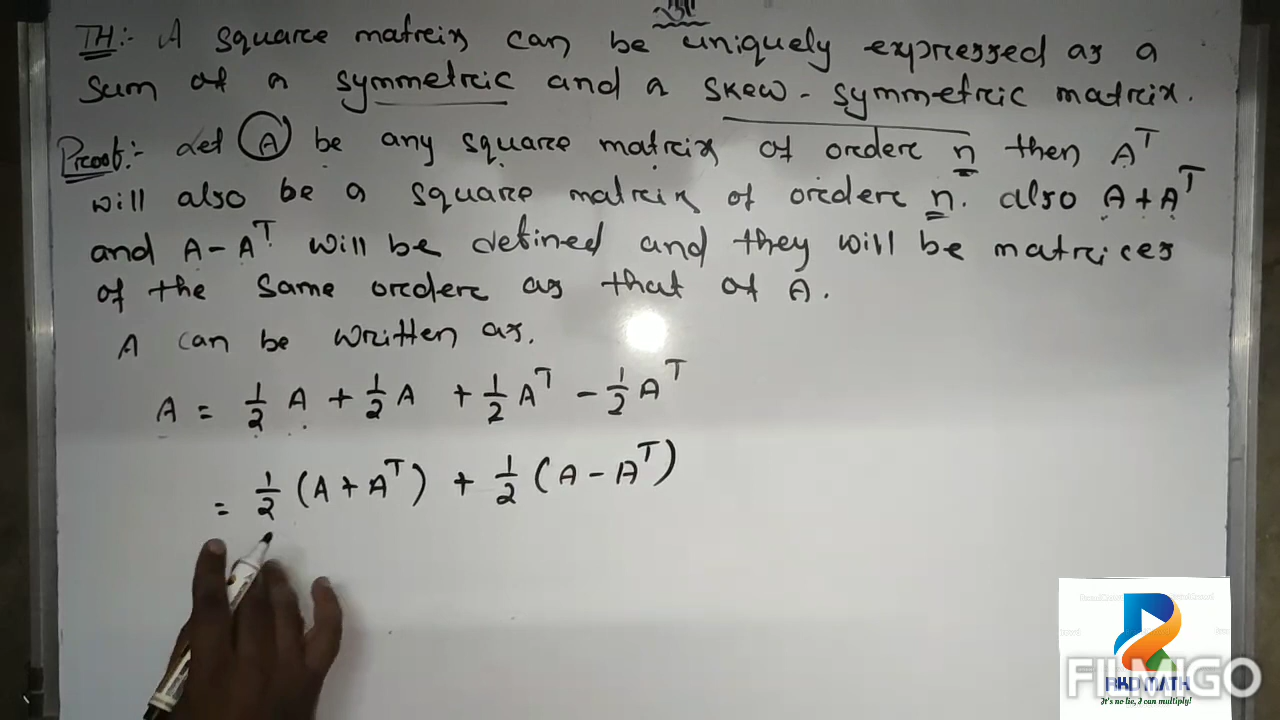 TH:- A square matrix can be uniquely expressed as a
sum of a symmetric and a skew-symmetric matrix.
Proof:- Let A be any square matrix of order n then A^T
will also be a square matrix of order n. also A + A^T
and A - A^T will be defined and they will be matrices
of the same order as that of A.
A can be written as.
A = 1/2 A + 1/2 A + 1/2 A^T - 1/2 A^T
= 1/2 (A + A^T) + 1/2 (A - A^T)
RKD MATH
FILMIGO
It's no lie, I can multiply!